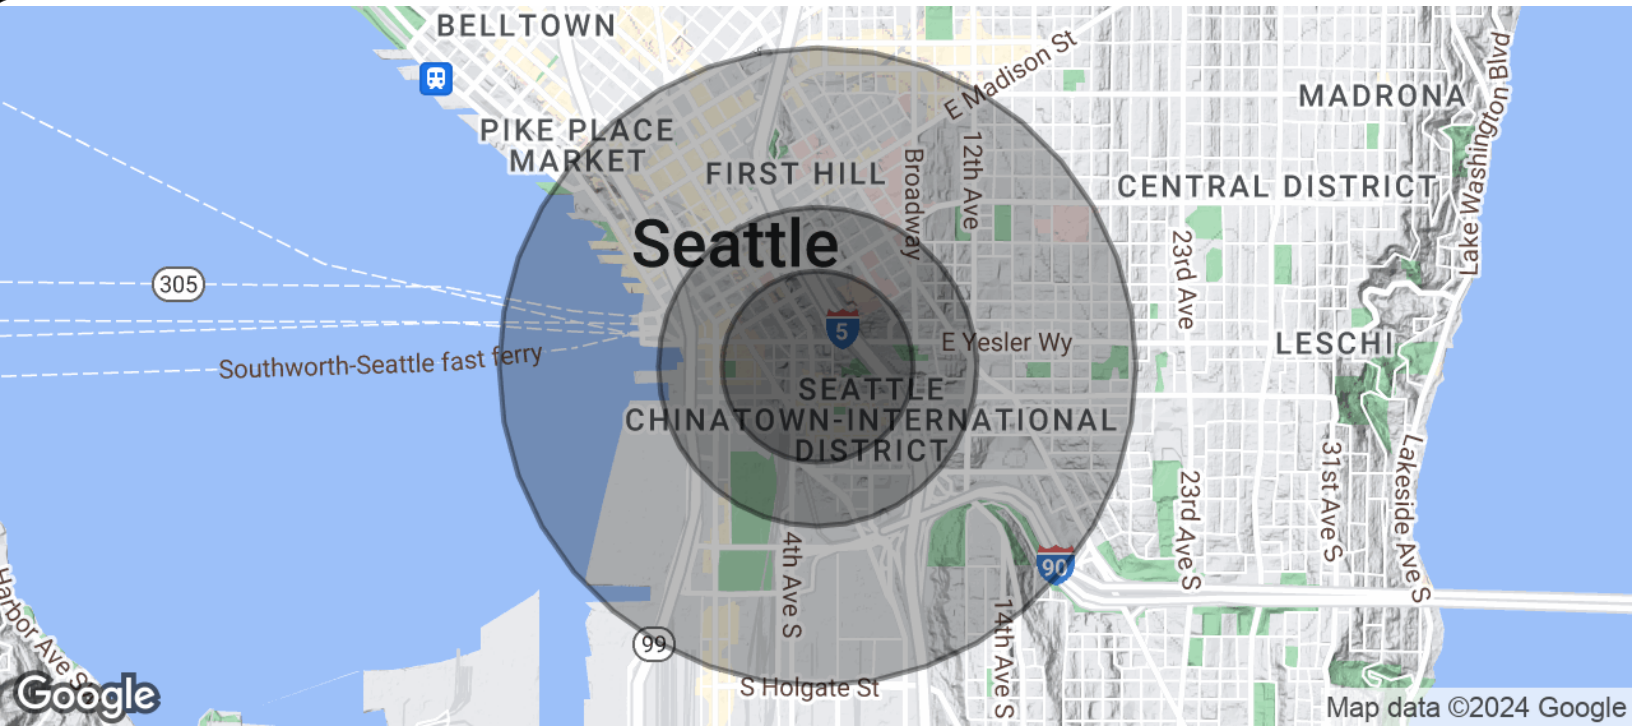 BELLTOWN
PIKE PLACE
MARKET
FIRST HILL
E Madison St
MADRONA
Lake Washington Blvd
CENTRAL DISTRICT
Broadway
12th Ave
Seattle
23rd Ave
305
5
E Yesler Wy
LESCHI
Southworth-Seattle fast ferry
SEATTLE
CHINATOWN-INTERNATIONAL
DISTRICT
31st Ave S
Lakeside Ave S
23rd Ave S
4th Ave S
90
14th Ave S
99
Harbor Ave S
S Holgate St
Google
Map data ©2024 Google